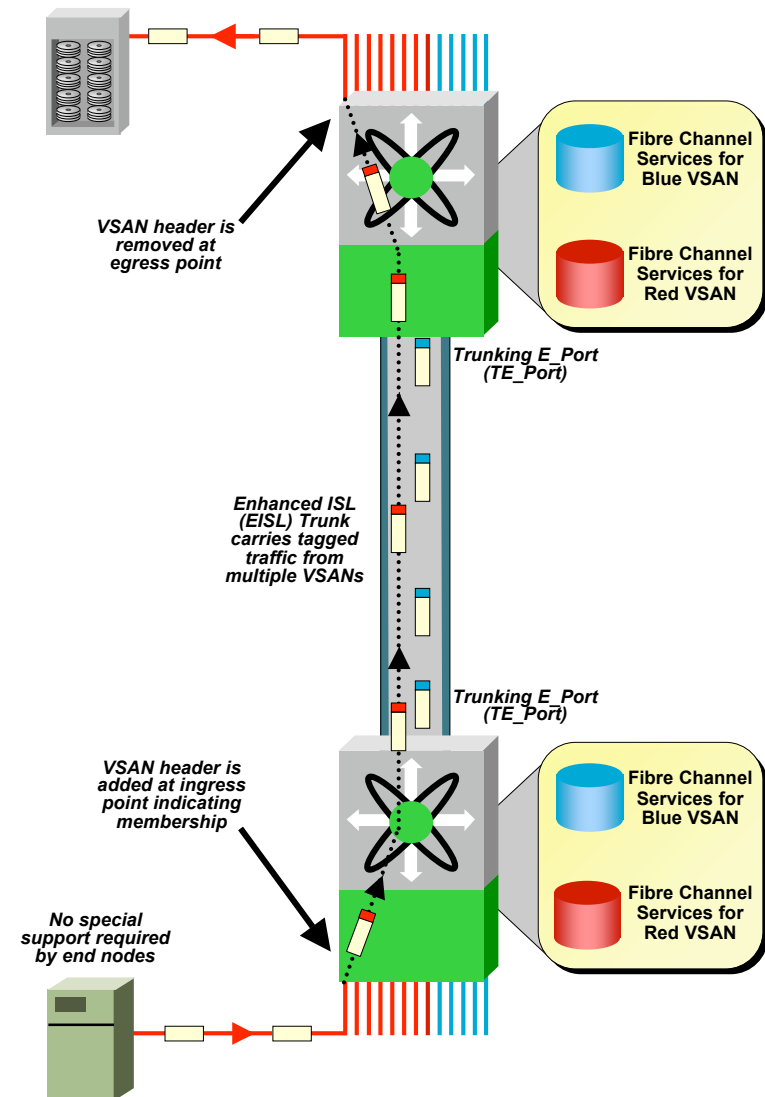 Fibre Channel
Services for
Blue VSAN
VSAN header is
removed at
egress point
Fibre Channel
Services for
Red VSAN
Trunking E_Port
(TE_Port)
Enhanced ISL
(EISL) Trunk
carries tagged
traffic from
multiple VSANs
Trunking E_Port
(TE_Port)
VSAN header is
added at ingress
point indicating
membership
Fibre Channel
Services for
Blue VSAN
Fibre Channel
Services for
Red VSAN
No special
support required
by end nodes